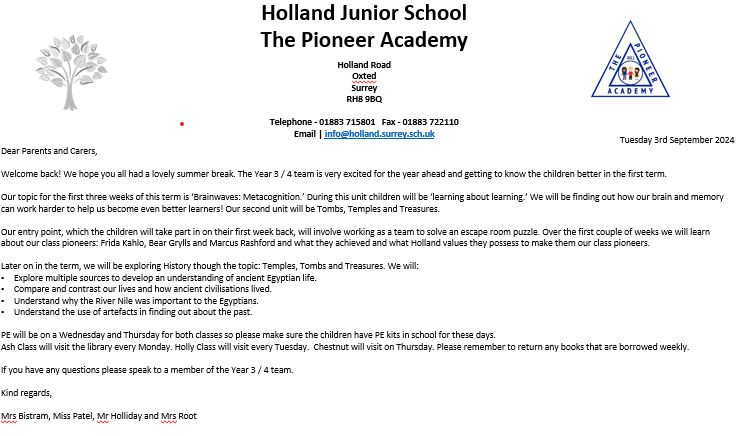 Holland Junior School
The Pioneer Academy
Holland Road
Oxted
Surrey
RH8 9BQ
THE PIONEER ACADEMY
Telephone - 01883 715801 Fax - 01883 722110
Email | info@holland.surrey.sch.uk
Tuesday 3rd September 2024
Dear Parents and Carers,
Welcome back! We hope you all had a lovely summer break. The Year 3 / 4 team is very excited for the year ahead and getting to know the children better in the first term.
Our topic for the first three weeks of this term is ‘Brainwaves: Metacognition.’ During this unit children will be ‘learning about learning.’ We will be finding out how our brain and memory
can work harder to help us become even better learners! Our second unit will be Tombs, Temples and Treasures.
Our entry point, which the children will take part in on their first week back, will involve working as a team to solve an escape room puzzle. Over the first couple of weeks we will learn
about our class pioneers: Frida Kahlo, Bear Grylls and Marcus Rashford and what they achieved and what Holland values they possess to make them our class pioneers.
Later on in the term, we will be exploring History though the topic: Temples, Tombs and Treasures. We will:
• Explore multiple sources to develop an understanding of ancient Egyptian life.
• Compare and contrast our lives and how ancient civilisations lived.
• Understand why the River Nile was important to the Egyptians.
• Understand the use of artefacts in finding out about the past.
PE will be on a Wednesday and Thursday for both classes so please make sure the children have PE kits in school for these days.
Ash Class will visit the library every Monday. Holly Class will visit every Tuesday. Chestnut will visit on Thursday. Please remember to return any books that are borrowed weekly.
If you have any questions please speak to a member of the Year 3 / 4 team.
Kind regards,
Mrs Bistram, Miss Patel, Mr Holliday and Mrs Root